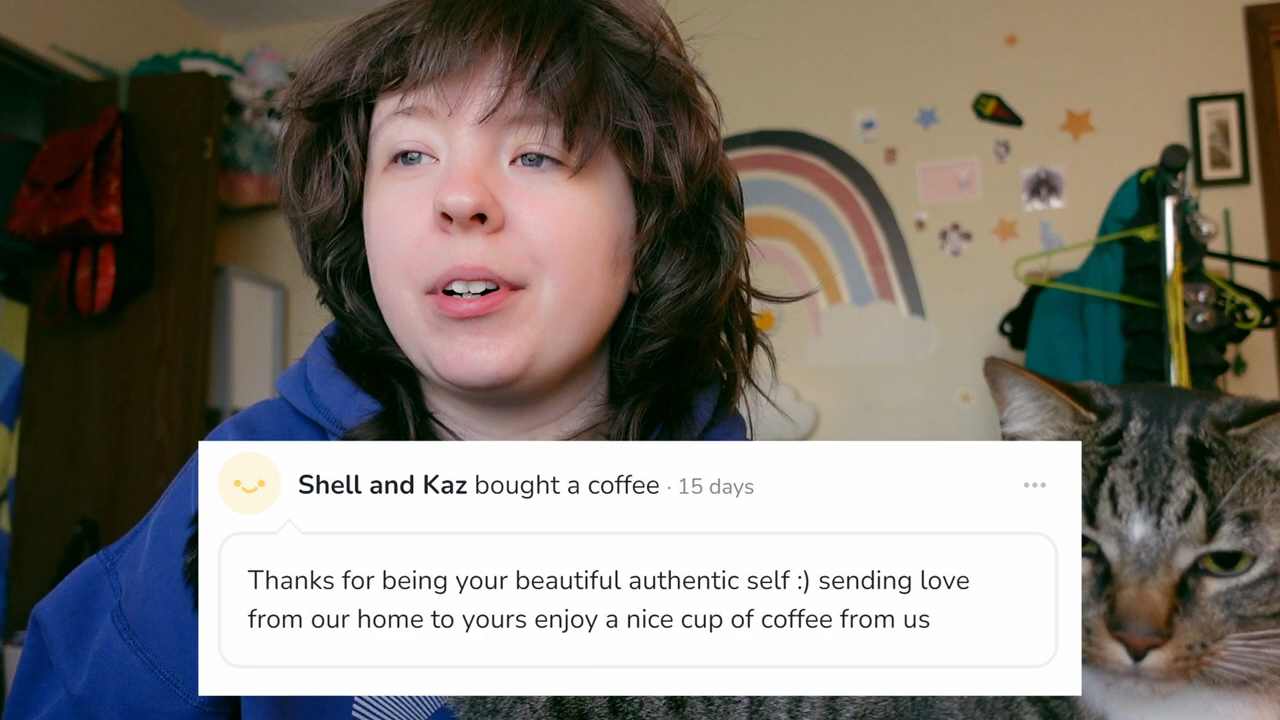 Shell and Kaz bought a coffee · 15 days
Thanks for being your beautiful authentic self :) sending love
from our home to yours enjoy a nice cup of coffee from us